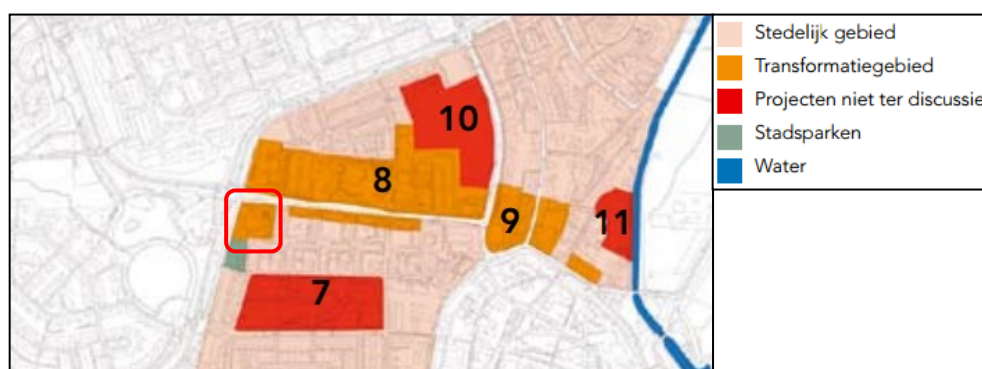 Stedelijk gebied
Transformatiegebied
Projecten niet ter discussie
Stadsparken
Water
10
8
9
11
7